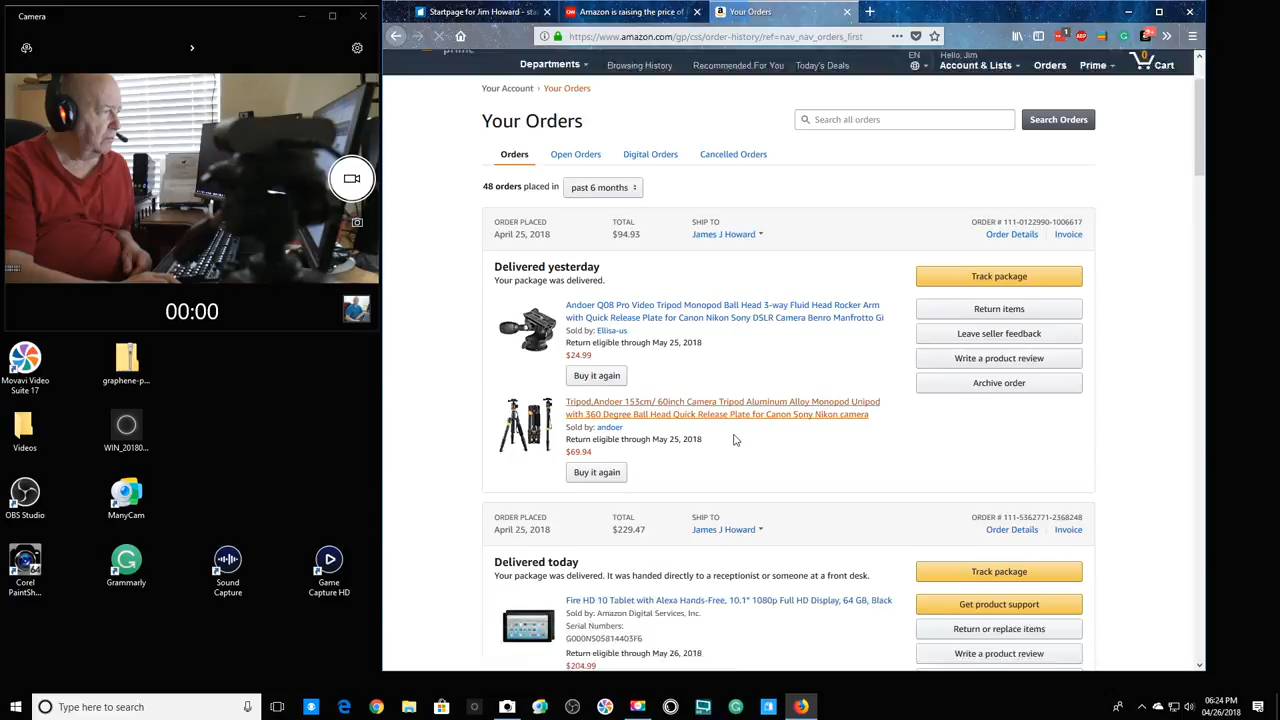 Camera
00:00
Movavi Video
Suite 17
graphene-p...
Videos
WIN_20180...
OBS Studio
ManyCam
Corel
PaintSh...
Grammarly
Sound
Capture
Game
Capture HD
Startpage for Jim Howard - sta
Amazon is raising the price of
Your Orders
https://www.amazon.com/gp/css/order-history/ref=nav_nav_orders_first
prime
Departments
Browsing History
Recommended For You
Today's Deals
EN
Hello, Jim
Account & Lists
Orders
Prime
0
Cart
Your Account › Your Orders
Your Orders
Search all orders
Search Orders
Orders
Open Orders
Digital Orders
Cancelled Orders
48 orders placed in
past 6 months
ORDER PLACED
April 25, 2018
TOTAL
$94.93
SHIP TO
James J Howard
ORDER # 111-0122990-1006617
Order Details
Invoice
Delivered yesterday
Your package was delivered.
Andoer Q08 Pro Video Tripod Monopod Ball Head 3-way Fluid Head Rocker Arm
with Quick Release Plate for Canon Nikon Sony DSLR Camera Benro Manfrotto Gi
Sold by: Ellisa-us
Return eligible through May 25, 2018
$24.99
Buy it again
Tripod,Andoer 153cm/ 60inch Camera Tripod Aluminum Alloy Monopod Unipod
with 360 Degree Ball Head Quick Release Plate for Canon Sony Nikon camera
Sold by: andoer
Return eligible through May 25, 2018
$69.94
Buy it again
Track package
Return items
Leave seller feedback
Write a product review
Archive order
ORDER PLACED
April 25, 2018
TOTAL
$229.47
SHIP TO
James J Howard
ORDER # 111-5362771-2368248
Order Details
Invoice
Delivered today
Your package was delivered. It was handed directly to a receptionist or someone at a front desk.
Fire HD 10 Tablet with Alexa Hands-Free, 10.1" 1080p Full HD Display, 64 GB, Black
Sold by: Amazon Digital Services, Inc.
Serial Numbers:
G000N505814403F6
Return eligible through May 26, 2018
$204.99
Track package
Get product support
Return or replace items
Write a product review
Type here to search
06:24 PM
04/26/2018